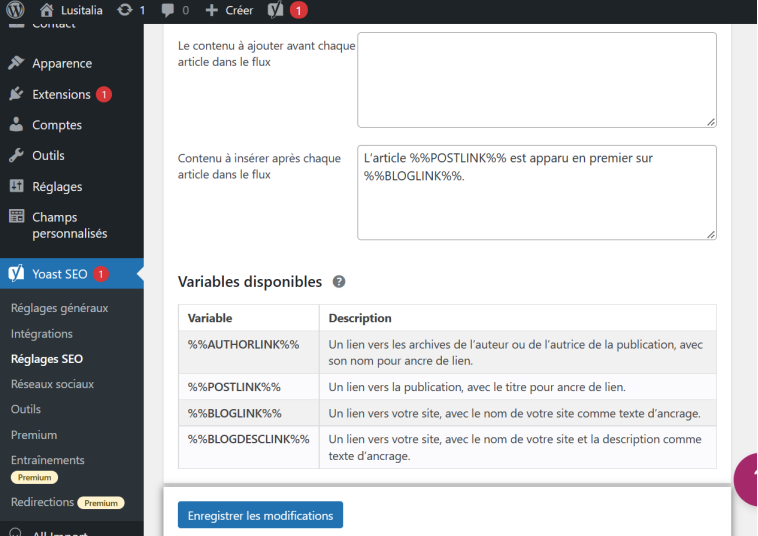 Lusitalia 1 0 Créer 1
Contact
Apparence
Extensions 1
Comptes
Outils
Réglages
Champs
personnalisés
Yoast SEO 1
Réglages généraux
Intégrations
Réglages SEO
Réseaux sociaux
Outils
Premium
Entraînements
Premium
Redirections Premium
All Import
Le contenu à ajouter avant chaque
article dans le flux
Contenu à insérer après chaque
article dans le flux
L’article %%POSTLINK%% est apparu en premier sur
%%BLOGLINK%%.
Variables disponibles ?
Variable Description
%%AUTHORLINK%% Un lien vers les archives de l’auteur ou de l’autrice de la publication, avec
son nom pour ancre de lien.
%%POSTLINK%% Un lien vers la publication, avec le titre pour ancre de lien.
%%BLOGLINK%% Un lien vers votre site, avec le nom de votre site comme texte d’ancrage.
%%BLOGDESCLINK%% Un lien vers votre site, avec le nom de votre site et la description comme
texte d’ancrage.
Enregistrer les modifications